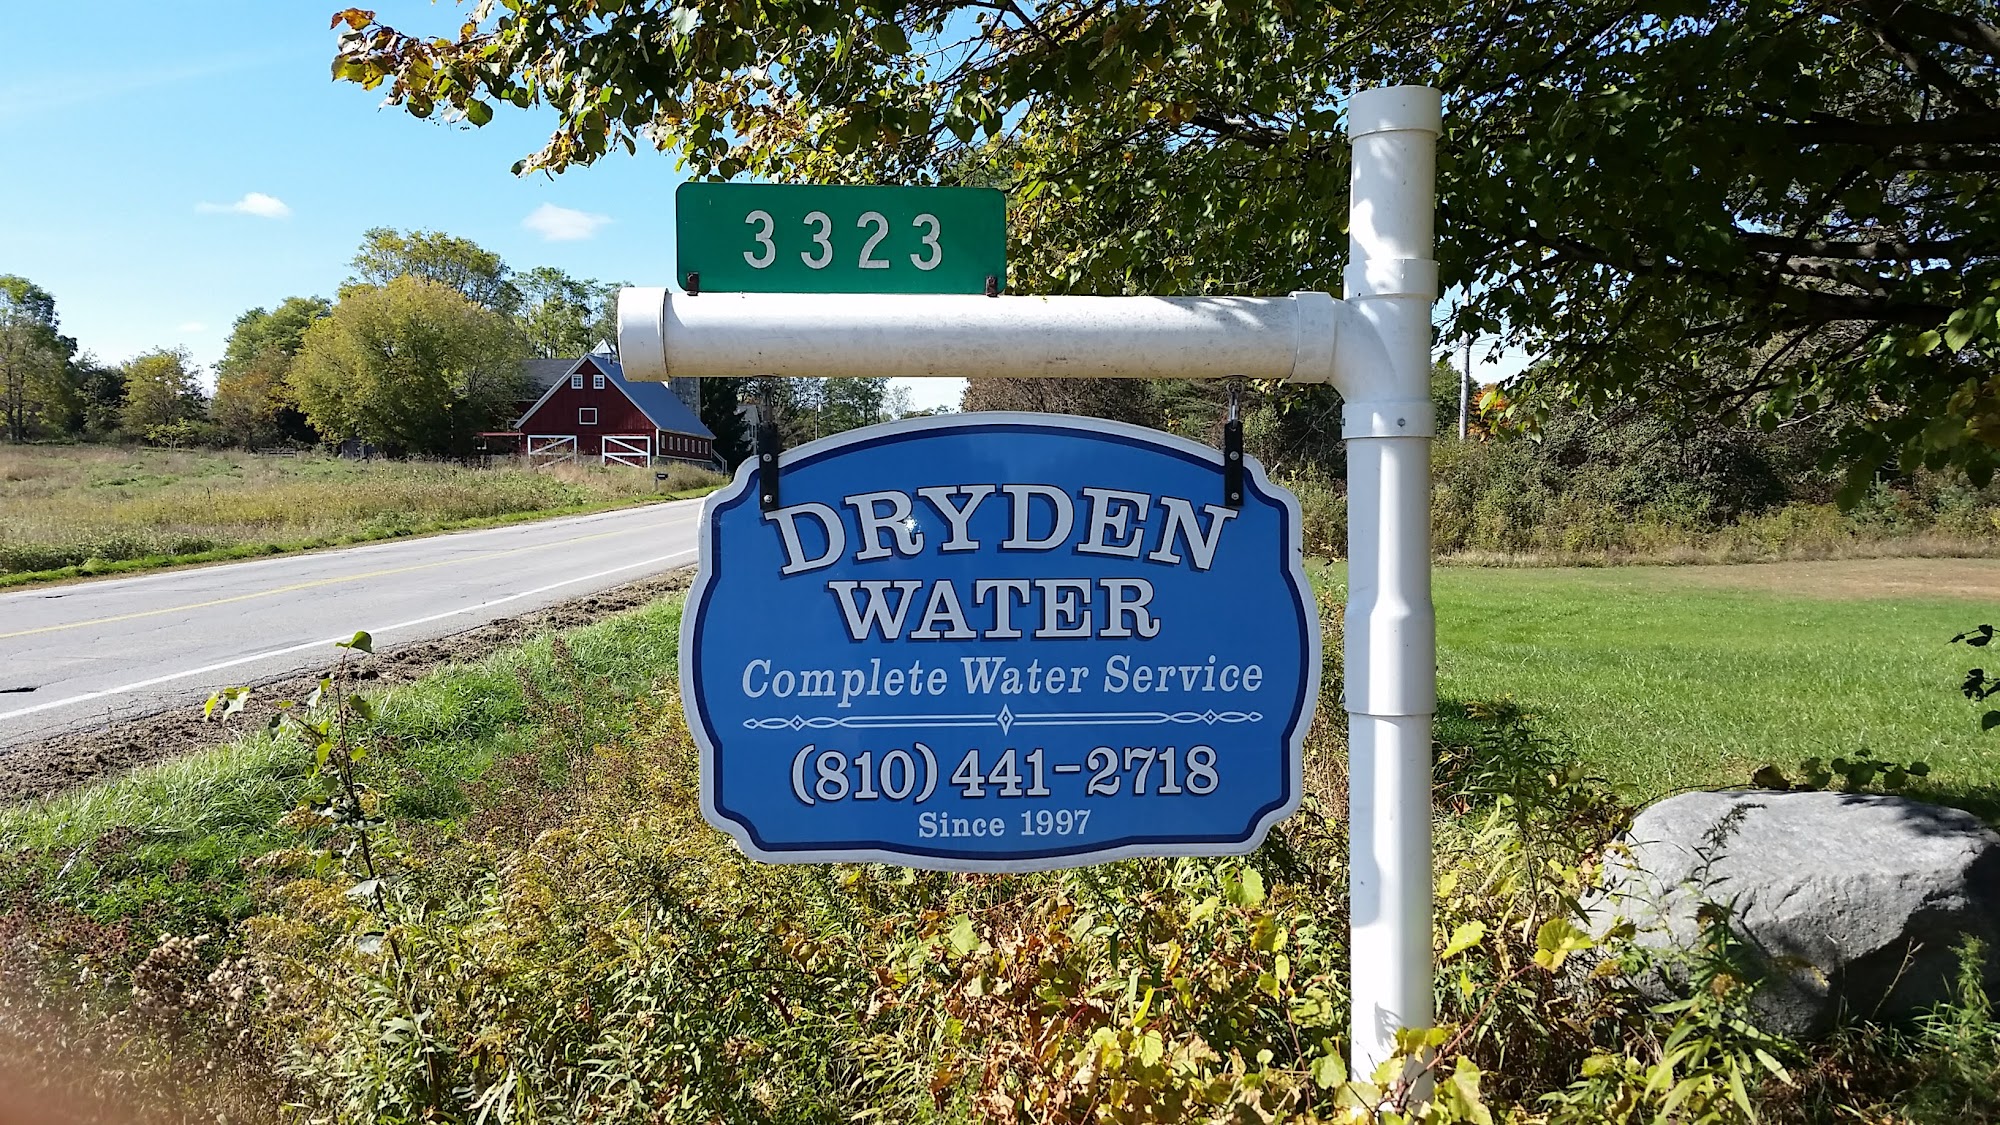 3323
DRYDEN
WATER
Complete Water Service
(810) 441-2718
Since 1997